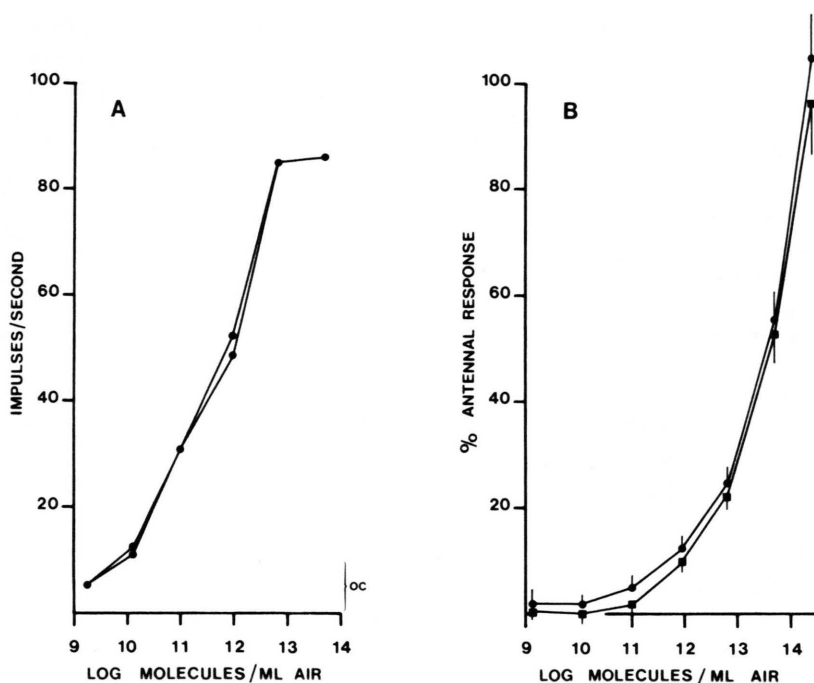 A
100
80
60
40
20
IMPULSES/SECOND
OC
9 10 11 12 13 14
LOG MOLECULES/ML AIR
B
100
80
60
40
20
% ANTENNAL RESPONSE
9 10 11 12 13 14
LOG MOLECULES/ML AIR